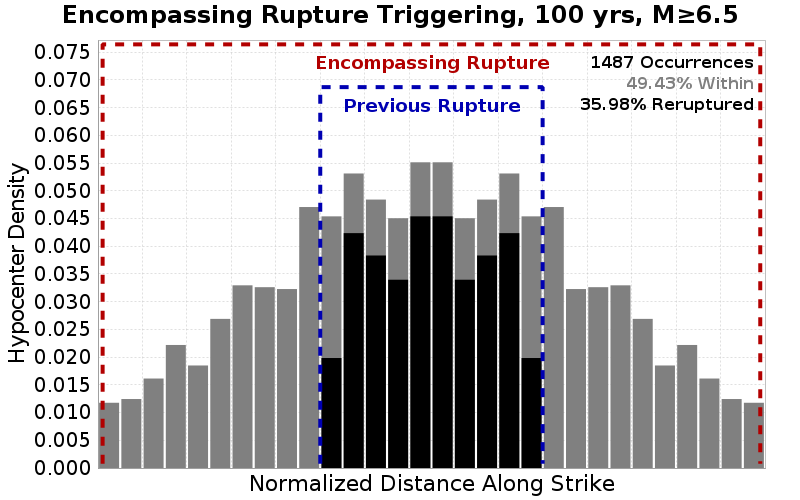 Encompassing Rupture Triggering, 100 yrs, M≥6.5
Encompassing Rupture
Previous Rupture
1487 Occurrences
49.43% Within
35.98% Reruptured
Hypocenter Density
0.075
0.070
0.065
0.060
0.055
0.050
0.045
0.040
0.035
0.030
0.025
0.020
0.015
0.010
0.005
0.000
Normalized Distance Along Strike